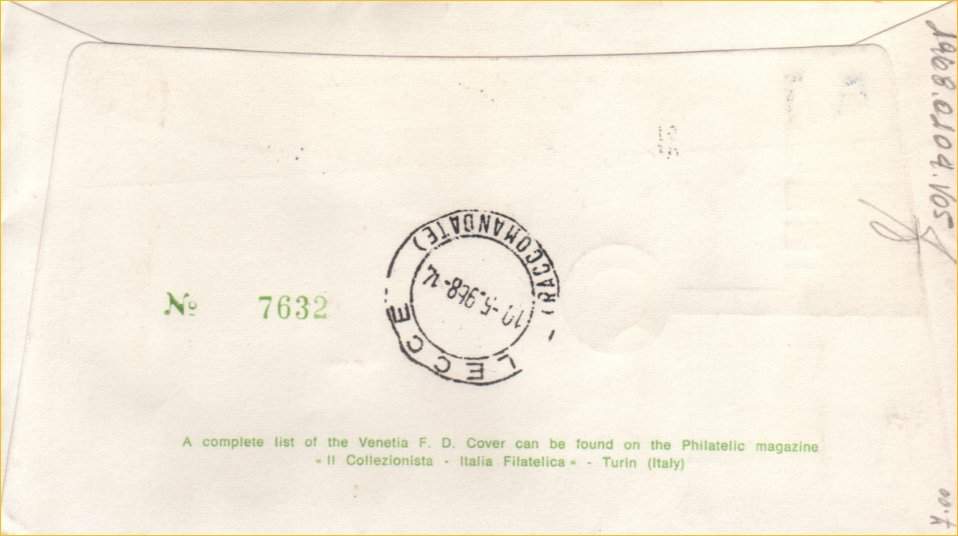 1968.0104.V05
LECCE
(RACCOMANDATE)
10-5-968-14
№ 7632
A complete list of the Venetia F. D. Cover can be found on the Philatelic magazine
« Il Collezionista - Italia Filatelica « - Turin (Italy)